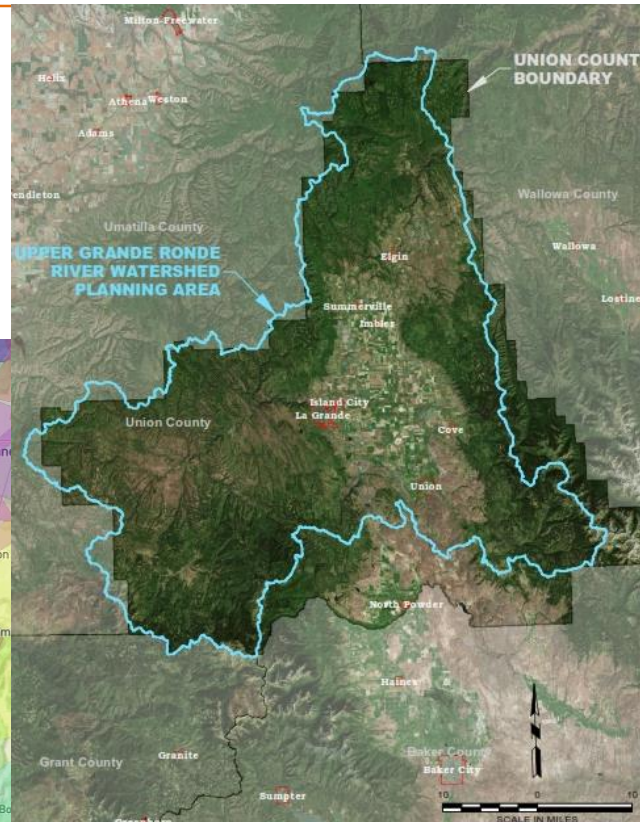 Milton-Freewater
UNION COUNT
BOUNDARY
Helix
Athena
Weston
Adams
endleton
Wallowa County
Umatilla County
Wallowa
UPPER GRANDE RONDE
RIVER WATERSHED
PLANNING AREA
Elgin
Lostine
Summerville
Imbler
Island City
La Grande
Union County
Cove
Union
North Powder
Haines
Grant County
Granite
Baker County
Baker City
Sumpter
10
0
10
SCALE IN MILES